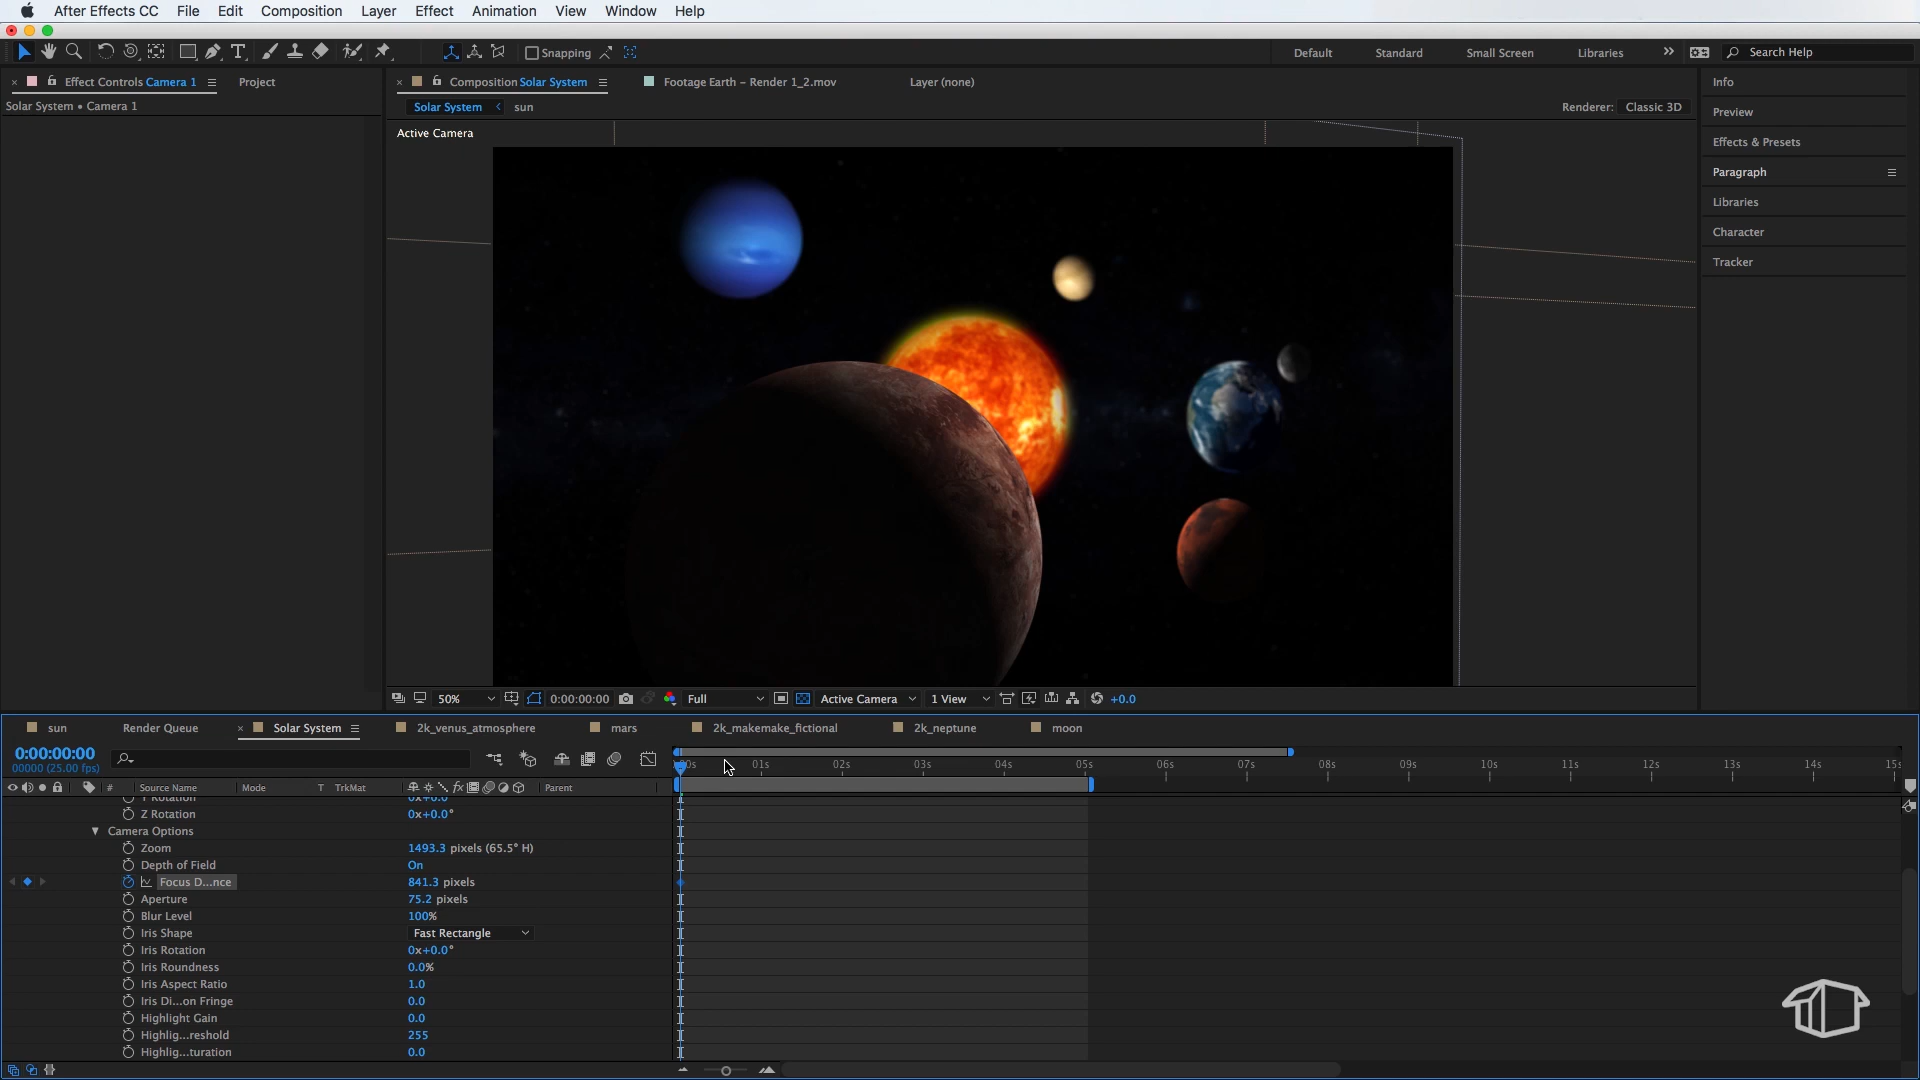 After Effects CC File Edit Composition Layer Effect Animation View Window Help
Snapping Default Standard Small Screen Libraries » Search Help
× Effect Controls Camera 1 Project × Composition Solar System Footage Earth – Render 1_2.mov Layer (none) Info
Solar System • Camera 1 Solar System < sun Renderer: Classic 3D
Preview
Active Camera
Effects & Presets
Paragraph
Libraries
Character
Tracker
50% 0:00:00:00 Full Active Camera 1 View +0.0
sun Render Queue × Solar System 2k_venus_atmosphere mars 2k_makemake_fictional 2k_neptune moon
0:00:00:00
00000 (25.00 fps)
01s 02s 03s 04s 05s 06s 07s 08s 09s 10s 11s 12s 13s 14s
# Source Name Mode T TrkMat fx Parent
Y Rotation 0x+0.0°
Z Rotation 0x+0.0°
Camera Options
Zoom 1493.3 pixels (65.5° H)
Depth of Field On
Focus D...nce 841.3 pixels
Aperture 75.2 pixels
Blur Level 100%
Iris Shape Fast Rectangle
Iris Rotation 0x+0.0°
Iris Roundness 0.0%
Iris Aspect Ratio 1.0
Iris Di...on Fringe 0.0
Highlight Gain 0.0
Highlig...reshold 255
Highlig...turation 0.0